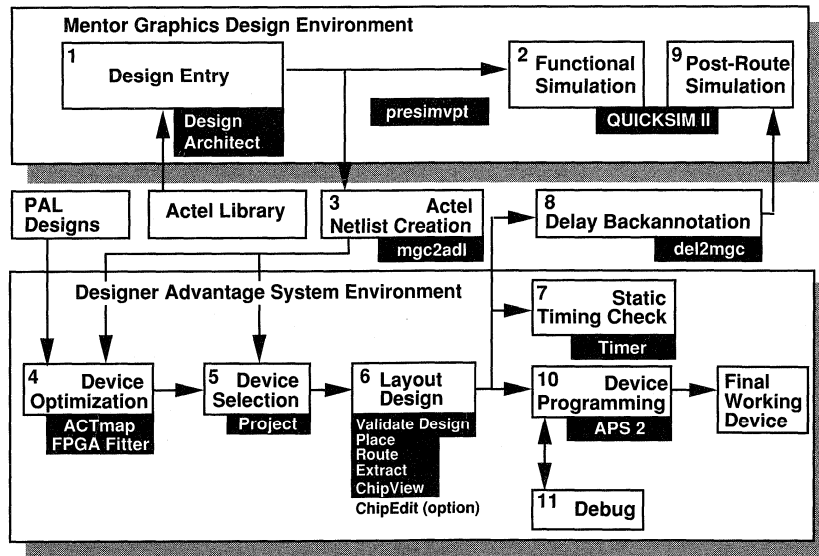 Mentor Graphics Design Environment
1
Design Entry
Design
Architect
presimvpt
2 Functional
Simulation
9 Post-Route
Simulation
QUICKSIM II
PAL
Designs
Actel Library
3 Actel
Netlist Creation
mgc2adl
8
Delay Backannotation
del2mgc
Designer Advantage System Environment
7 Static
Timing Check
Timer
4 Device
Optimization
ACTmap
FPGA Fitter
5 Device
Selection
Project
6 Layout
Design
Validate Design
Place
Route
Extract
ChipView
ChipEdit (option)
10 Device
Programming
APS 2
Final
Working
Device
11 Debug